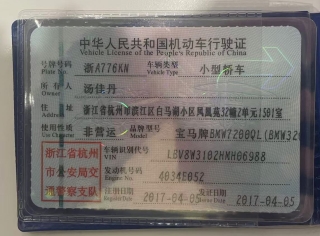 中华人民共和国机动车行驶证
Vehicle License of the People's Republic of China
号牌号码 浙A776KN 车辆类型 小型轿车
Plate No. Vehicle Type
所有人 汤佳丹
Owner
住址 浙江省杭州市滨江区白马湖小区凤凰苑32幢2单元1501室
Address
使用性质 非营运 品牌型号 宝马牌BMW7200QL(BMW32
Use Character Model
浙江省杭州市公安局交通警察支队
车辆识别代号 LBV8W3102HMH06988
VIN
发动机号码 4034E052
Engine No.
注册日期 2017-04-05 发证日期 2017-04-05
Register Date Issue Date